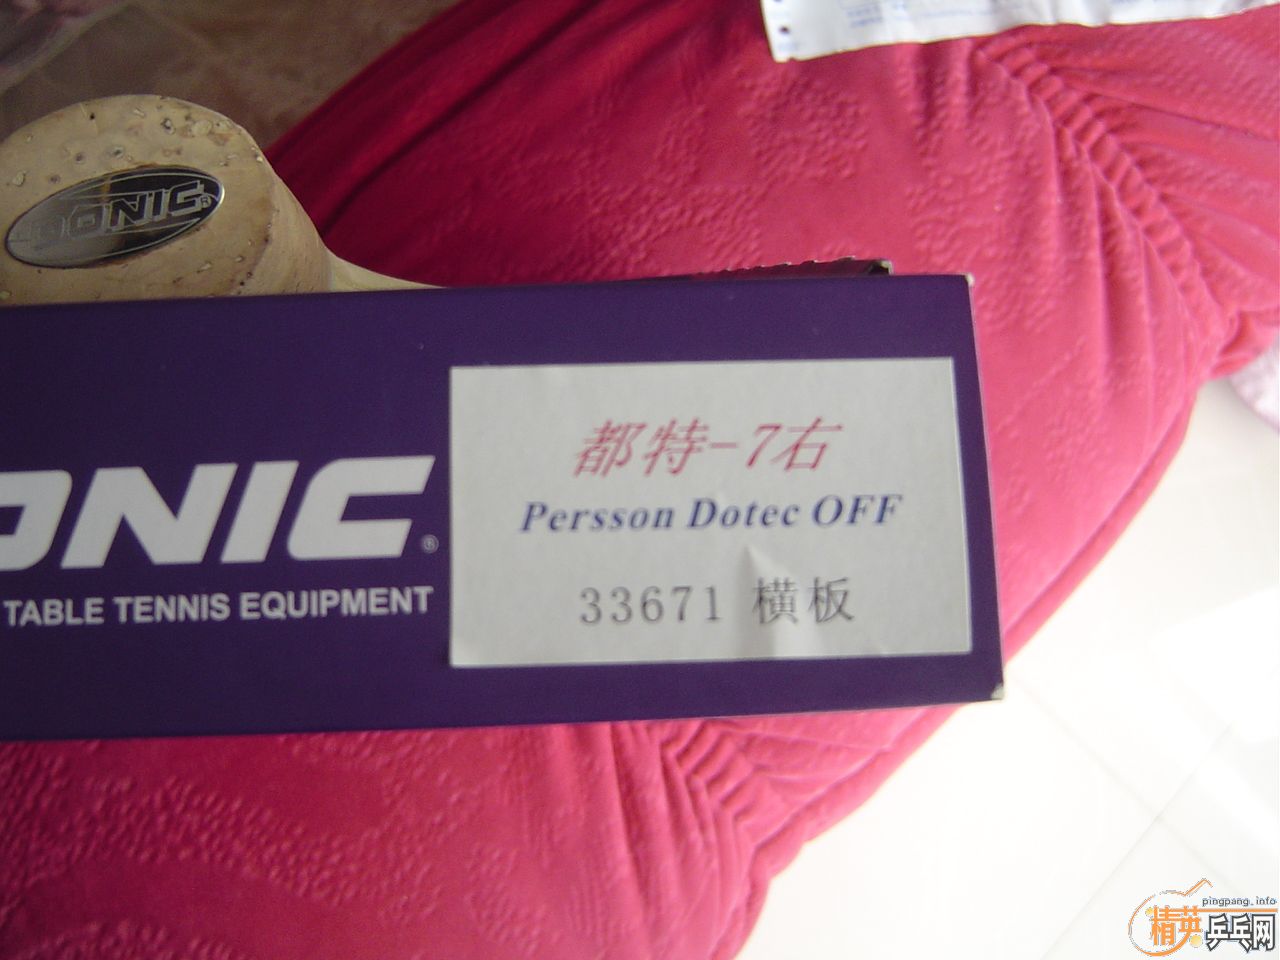 DONIC®
都特-7右
Persson Dotec OFF
ONIC®
TABLE TENNIS EQUIPMENT
33671 横板
pingpang.info
精英乒乓网